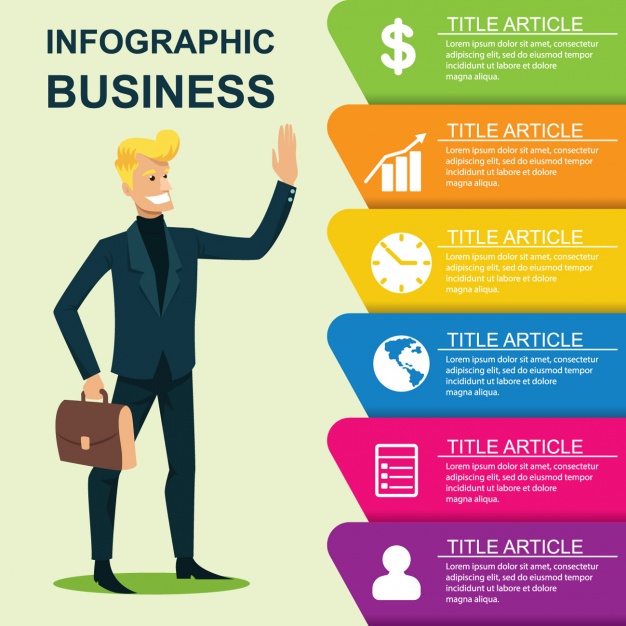 INFOGRAPHIC
BUSINESS
TITLE ARTICLE
Lorem ipsum dolor sit amet, consectetur
adipiscing elit, sed do eiusmod tempor
incididunt ut labore et dolore
magna aliqua.
TITLE ARTICLE
Lorem ipsum dolor sit amet, consectetur
adipiscing elit, sed do eiusmod tempor
incididunt ut labore et dolore
magna aliqua.
TITLE ARTICLE
Lorem ipsum dolor sit amet, consectetur
adipiscing elit, sed do eiusmod tempor
incididunt ut labore et dolore
magna aliqua.
TITLE ARTICLE
Lorem ipsum dolor sit amet, consectetur
adipiscing elit, sed do eiusmod tempor
incididunt ut labore et dolore
magna aliqua.
TITLE ARTICLE
Lorem ipsum dolor sit amet, consectetur
adipiscing elit, sed do eiusmod tempor
incididunt ut labore et dolore
magna aliqua.
TITLE ARTICLE
Lorem ipsum dolor sit amet, consectetur
adipiscing elit, sed do eiusmod tempor
incididunt ut labore et dolore
magna aliqua.